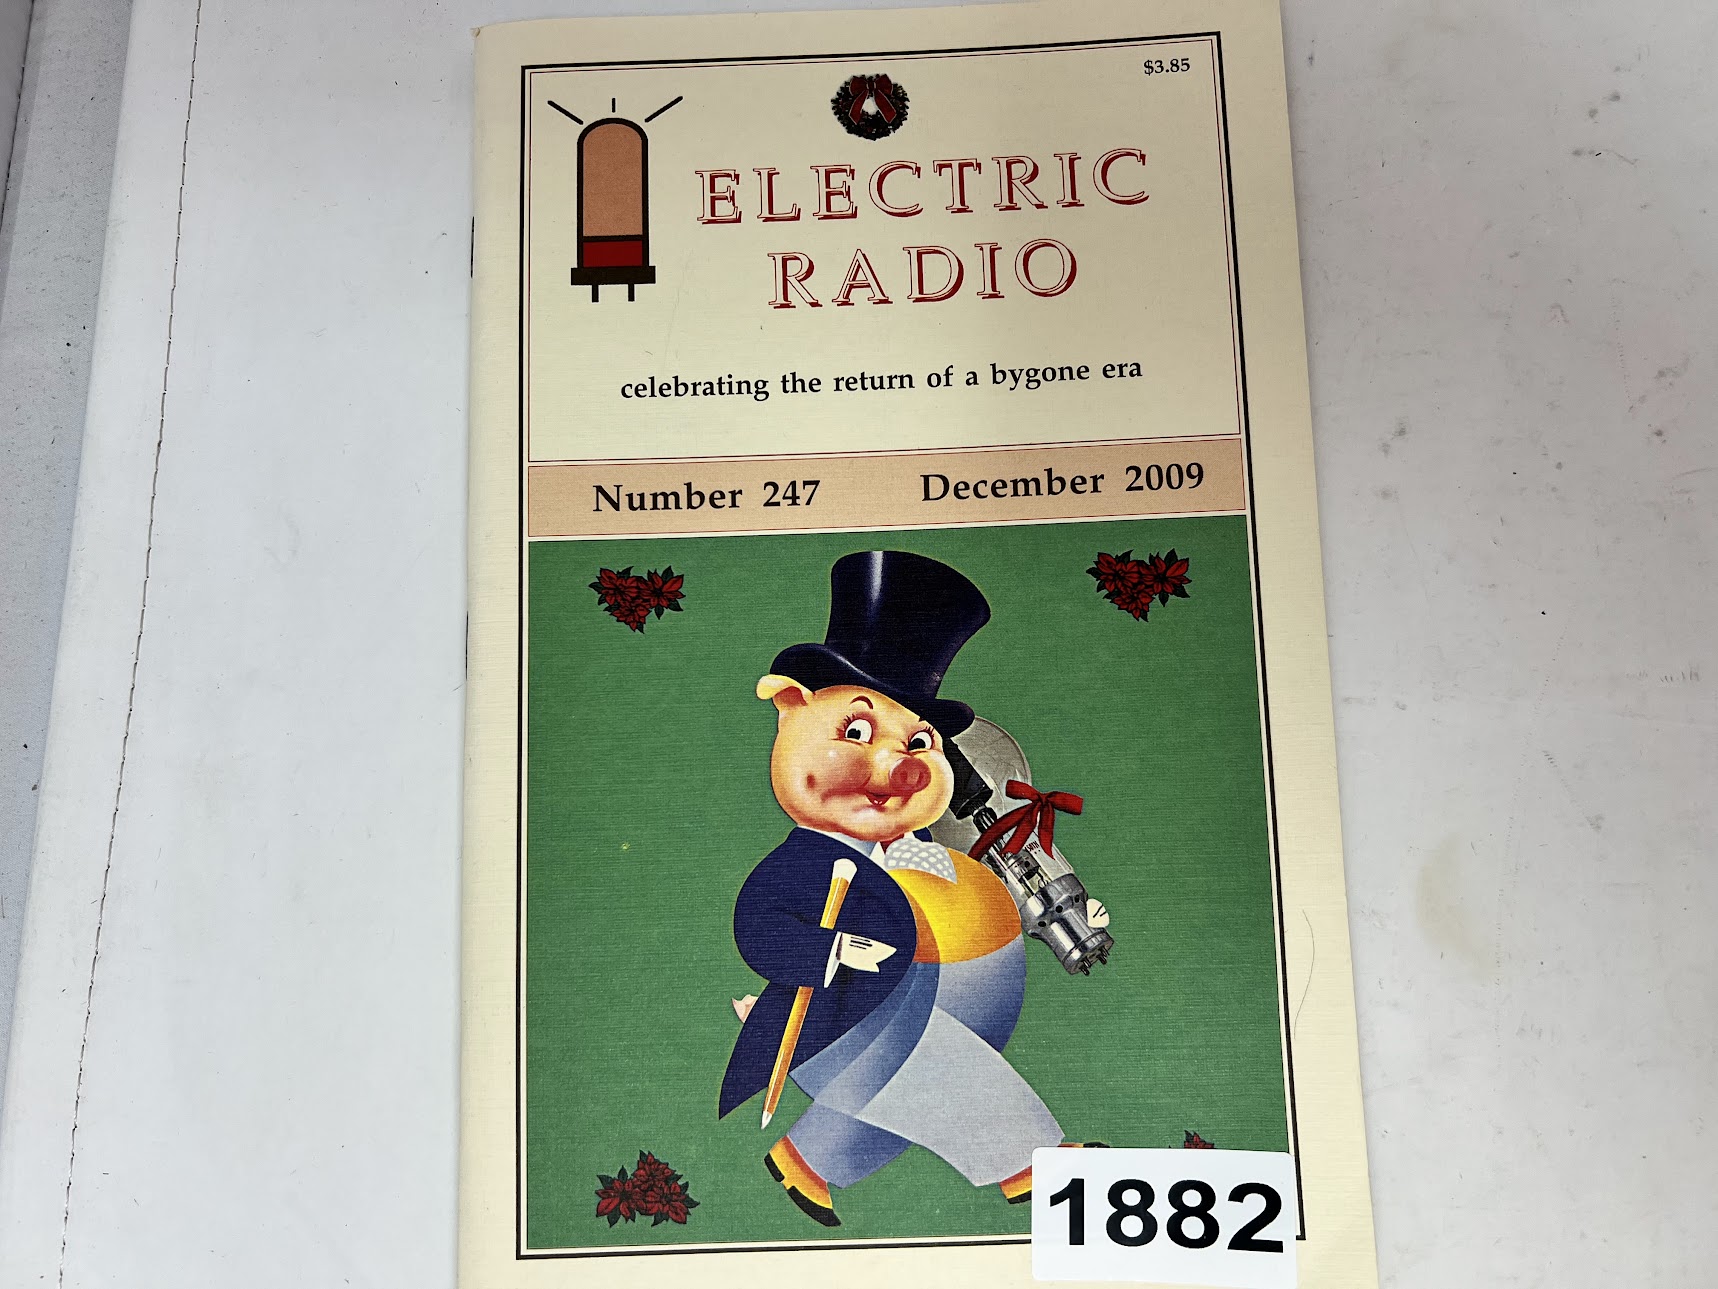 $3.85
ELECTRIC
RADIO
celebrating the return of a bygone era
Number 247 December 2009
1882